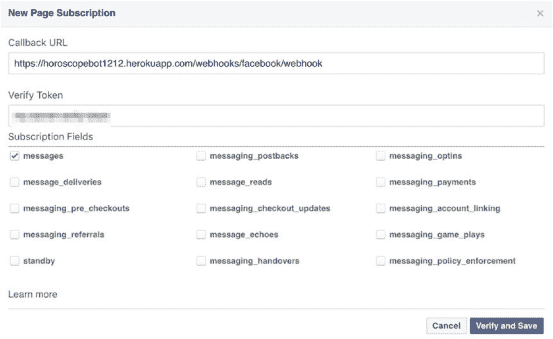 New Page Subscription
Callback URL
https://horoscopebot1212.herokuapp.com/webhooks/facebook/webhook
Verify Token
Subscription Fields
messages messaging_postbacks messaging_optins
message_deliveries message_reads messaging_payments
messaging_pre_checkouts messaging_checkout_updates messaging_account_linking
messaging_referrals message_echoes messaging_game_plays
standby messaging_handovers messaging_policy_enforcement
Learn more
Cancel Verify and Save